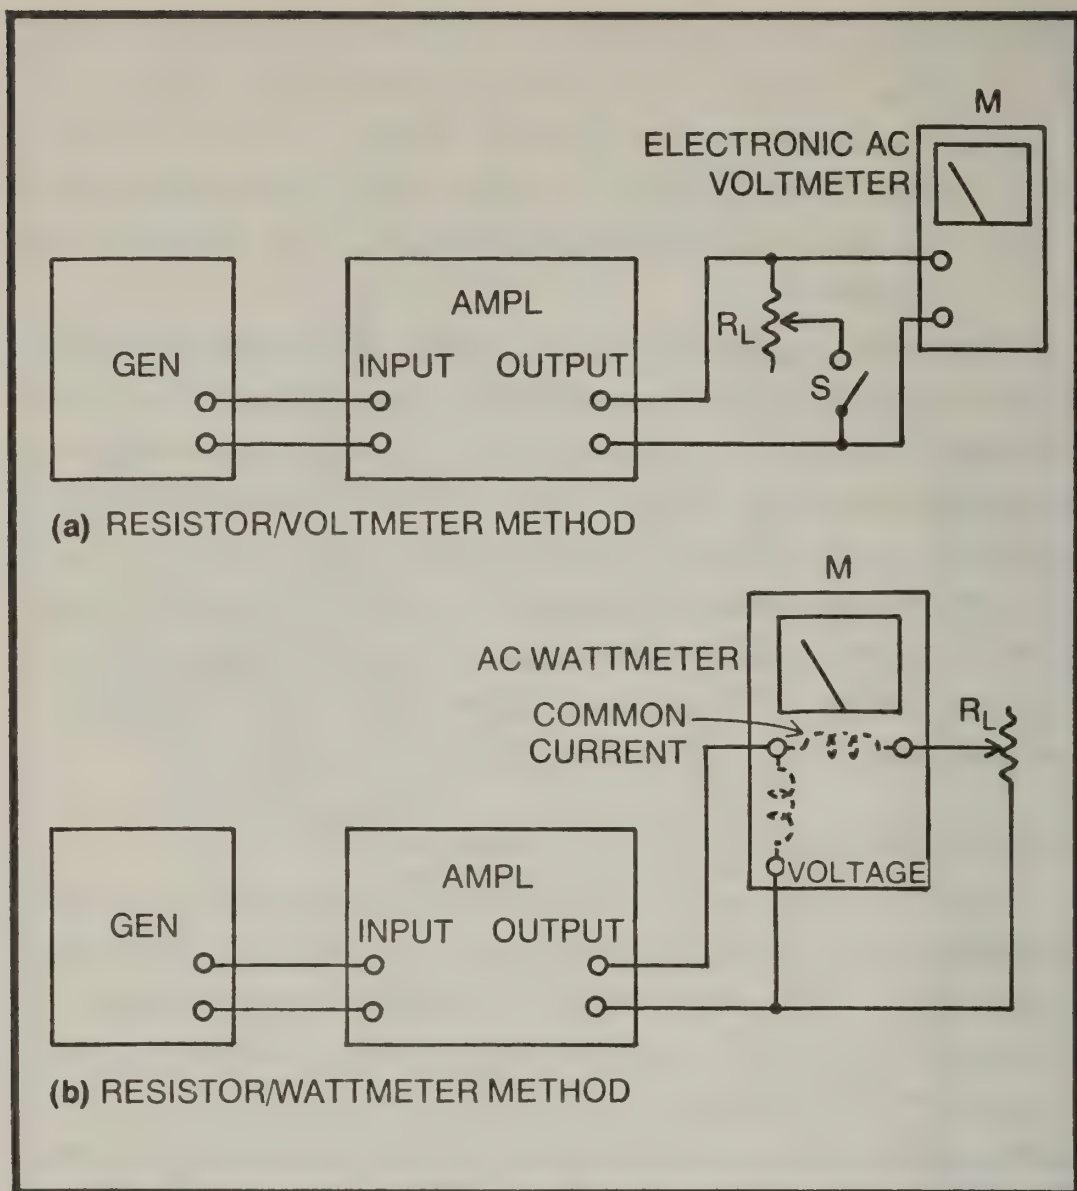 M
ELECTRONIC AC
VOLTMETER
AMPL
GEN
INPUT
OUTPUT
RL
S
(a) RESISTOR/VOLTMETER METHOD
M
AC WATTMETER
COMMON
CURRENT
RL
VOLTAGE
AMPL
GEN
INPUT
OUTPUT
(b) RESISTOR/WATTMETER METHOD